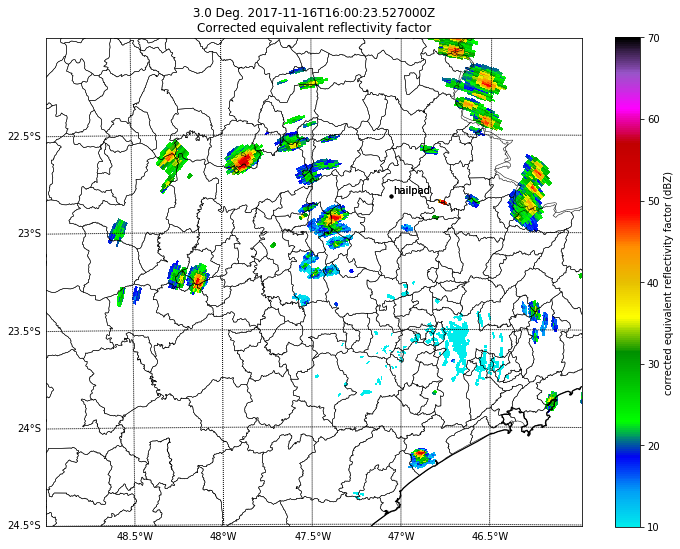 3.0 Deg. 2017-11-16T16:00:23.527000Z
Corrected equivalent reflectivity factor
70
60
50
40
30
20
10
corrected equivalent reflectivity factor (dBZ)
22.5°S
23°S
23.5°S
24°S
24.5°S
hailpad
48.5°W
48°W
47.5°W
47°W
46.5°W